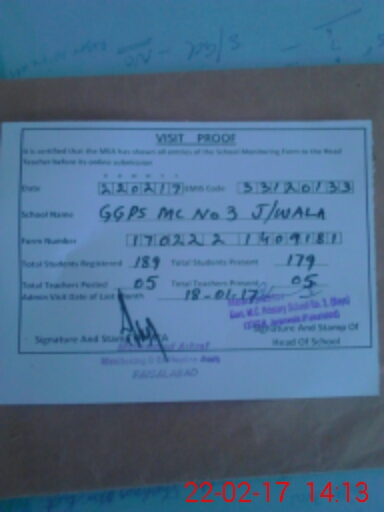 VISIT PROOF
It is certified that the MEA has shown all entries of the School Monitoring Form to the Head
Teacher before its online submission
Date 220217 EMIS Code 33120133
School Name GGPS MC No 3 J/WALA
Form Number 170222 1409181
Total Students Registered 189 Total Students Present 179
Total Teachers Posted 05 Total Teachers Present 05
Admin Visit Date of Last Month 18-01-17
Signature And Stamp
Signature And Stamp Of
Head Of School
FAISALABAD
22-02-17 14:13